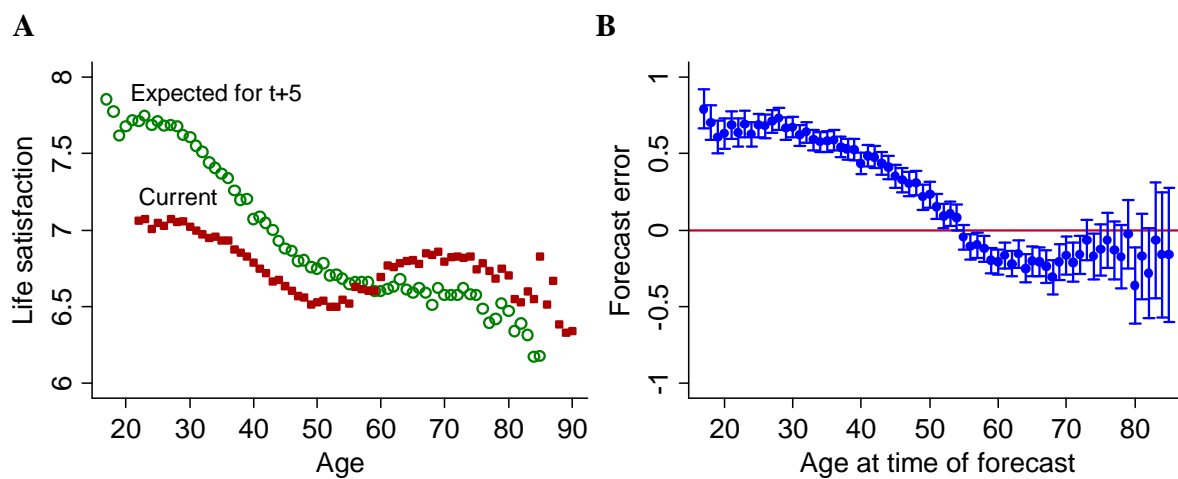 A
Life satisfaction
8
7.5
7
6.5
6
Expected for t+5
Current
20 30 40 50 60 70 80 90
Age
B
Forecast error
1
0.5
0
-0.5
-1
20 30 40 50 60 70 80
Age at time of forecast